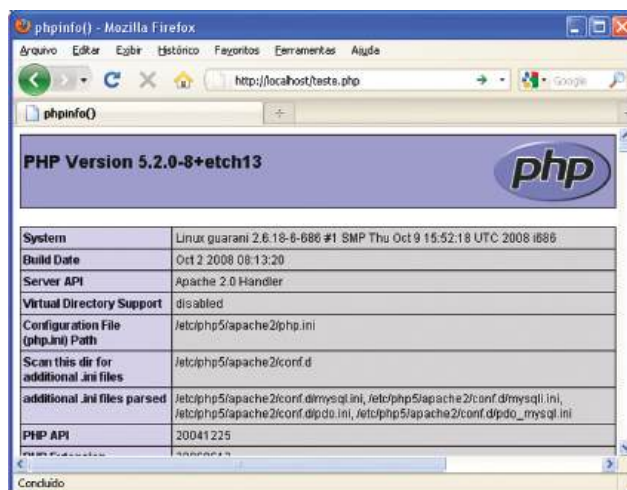 phpinfo() - Mozilla Firefox
Arquivo Editar Exibir Histórico Favoritos Ferramentas Ajuda
http://localhost/teste.php
Google
phpinfo()
PHP Version 5.2.0-8+etch13
php
System Linux guarani 2.6.18-6-686 #1 SMP Thu Oct 9 15:52:18 UTC 2008 i686
Build Date Oct 2 2008 08:13:20
Server API Apache 2.0 Handler
Virtual Directory Support disabled
Configuration File
(php.ini) Path /etc/php5/apache2/php.ini
Scan this dir for
additional .ini files /etc/php5/apache2/conf.d
additional .ini files parsed /etc/php5/apache2/conf.d/mysql.ini, /etc/php5/apache2/conf.d/mysqli.ini,
/etc/php5/apache2/conf.d/pdo.ini, /etc/php5/apache2/conf.d/pdo_mysql.ini
PHP API 20041225
PHP Extension
Concluído